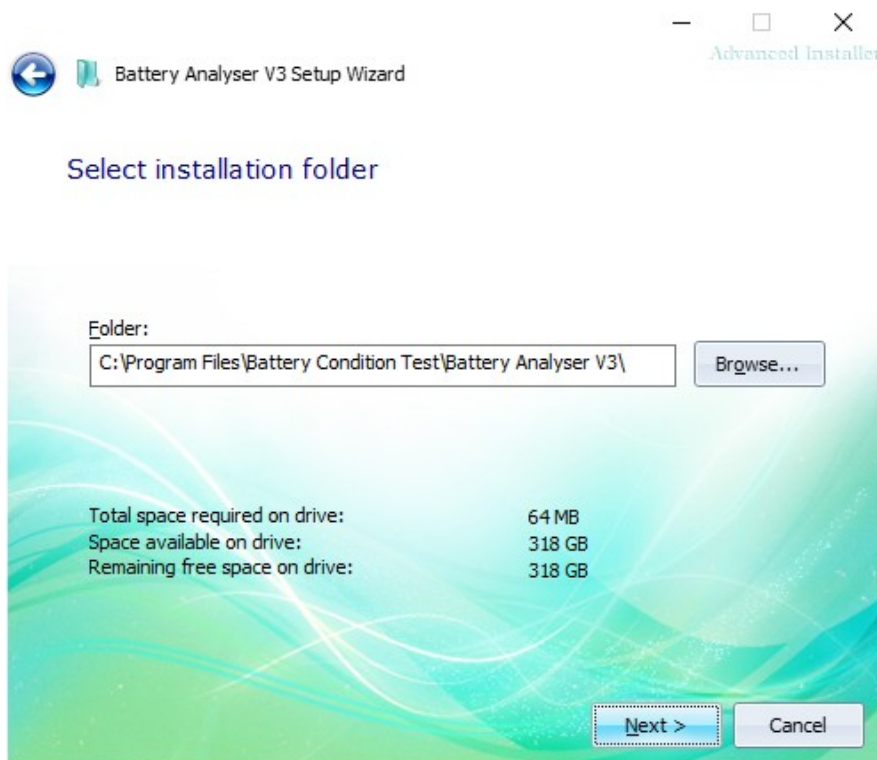 Advanced Installer
Battery Analyser V3 Setup Wizard
Select installation folder
Folder:
C:\Program Files\Battery Condition Test\Battery Analyser V3\
Browse...
Total space required on drive: 64 MB
Space available on drive: 318 GB
Remaining free space on drive: 318 GB
Next >
Cancel